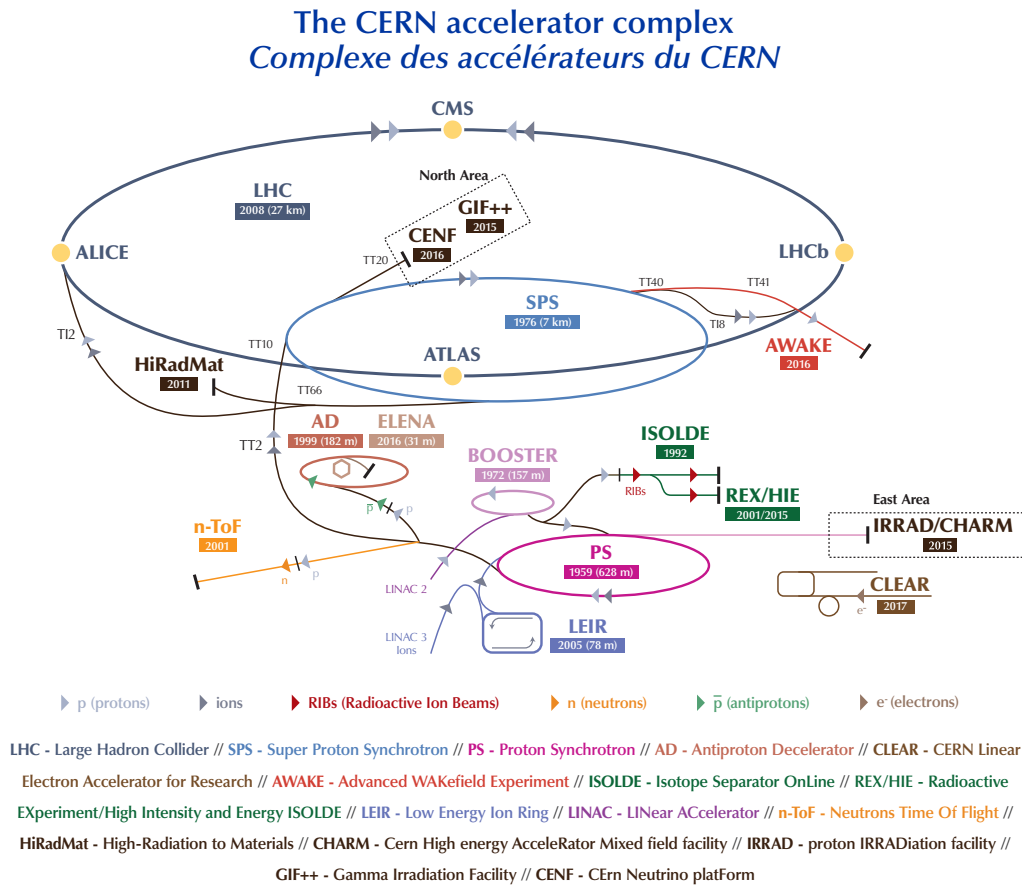 The CERN accelerator complex
Complexe des accélérateurs du CERN
CMS
North Area
LHC
2008 (27 km)
GIF++
2015
CENF
2016
TT20
ALICE
LHCb
TT40
TT41
SPS
1976 (7 km)
TI8
TI2
TT10
ATLAS
AWAKE
2016
HiRadMat
2011
TT66
AD
1999 (182 m)
ELENA
2016 (31 m)
TT2
ISOLDE
1992
BOOSTER
1972 (157 m)
RIBs
REX/HIE
2001/2015
East Area
p̅
p
n-ToF
2001
IRRAD/CHARM
2015
PS
1959 (628 m)
n
p
LINAC 2
CLEAR
2017
e-
LEIR
2005 (78 m)
LINAC 3
Ions
p (protons)
ions
RIBs (Radioactive Ion Beams)
n (neutrons)
p̅ (antiprotons)
e- (electrons)
LHC - Large Hadron Collider // SPS - Super Proton Synchrotron // PS - Proton Synchrotron // AD - Antiproton Decelerator // CLEAR - CERN Linear
Electron Accelerator for Research // AWAKE - Advanced WAKefield Experiment // ISOLDE - Isotope Separator OnLine // REX/HIE - Radioactive
EXperiment/High Intensity and Energy ISOLDE // LEIR - Low Energy Ion Ring // LINAC - LINear ACcelerator // n-ToF - Neutrons Time Of Flight //
HiRadMat - High-Radiation to Materials // CHARM - Cern High energy AcceleRator Mixed field facility // IRRAD - proton IRRADiation facility //
GIF++ - Gamma Irradiation Facility // CENF - CErn Neutrino platForm